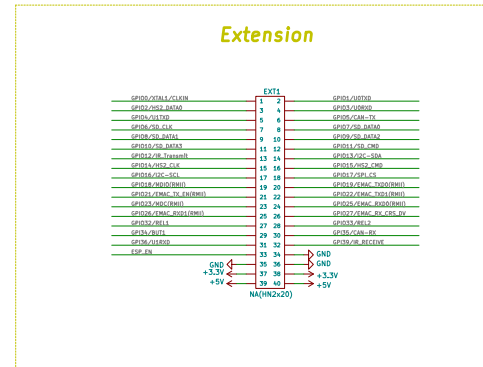 Extension
EXT1
GPIO0/XTAL1/CLKIN 1 2 GPIO1/U0TXD
GPIO2/HS2_DATA0 3 4 GPIO3/U0RXD
GPIO4/U1TXD 5 6 GPIO5/CAN-TX
GPIO6/SD_CLK 7 8 GPIO7/SD_DATA0
GPIO8/SD_DATA1 9 10 GPIO9/SD_DATA2
GPIO10/SD_DATA3 11 12 GPIO11/SD_CMD
GPIO12/IR_Transmit 13 14 GPIO13/I2C-SDA
GPIO14/HS2_CLK 15 16 GPIO15/HS2_CMD
GPIO16/I2C-SCL 17 18 GPIO17/SPI_CS
GPIO18/MDIO(RMII) 19 20 GPIO19/EMAC_TXD0(RMII)
GPIO21/EMAC_TX_EN(RMII) 21 22 GPIO22/EMAC_TXD1(RMII)
GPIO23/MDC(RMII) 23 24 GPIO25/EMAC_RXD0(RMII)
GPIO26/EMAC_RXD1(RMII) 25 26 GPIO27/EMAC_RX_CRS_DV
GPIO32/REL1 27 28 GPIO33/REL2
GPI34/BUT1 29 30 GPI35/CAN-RX
GPI36/U1RXD 31 32 GPI39/IR_RECEIVE
ESP_EN 33 34 GND
GND 35 36 GND
+3.3V 37 38 +3.3V
+5V 39 40 +5V
NA(HN2x20)